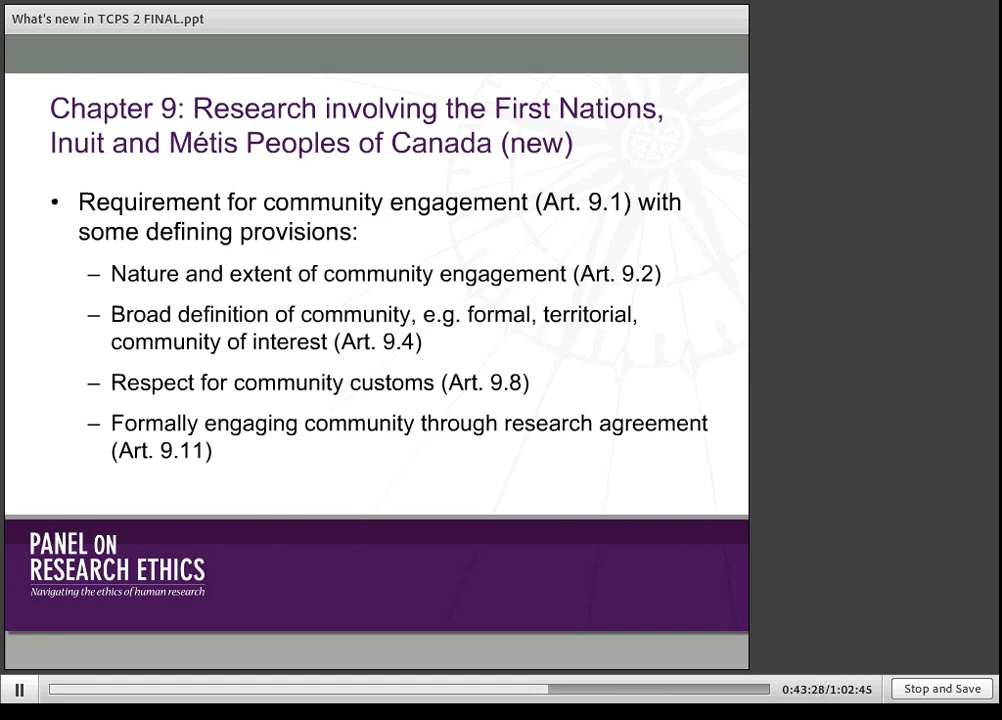 What's new in TCPS 2 FINAL.ppt
Chapter 9: Research involving the First Nations,
Inuit and Métis Peoples of Canada (new)
• Requirement for community engagement (Art. 9.1) with
some defining provisions:
– Nature and extent of community engagement (Art. 9.2)
– Broad definition of community, e.g. formal, territorial,
community of interest (Art. 9.4)
– Respect for community customs (Art. 9.8)
– Formally engaging community through research agreement
(Art. 9.11)
PANEL ON
RESEARCH ETHICS
Navigating the ethics of human research
0:43:28/1:02:45
Stop and Save